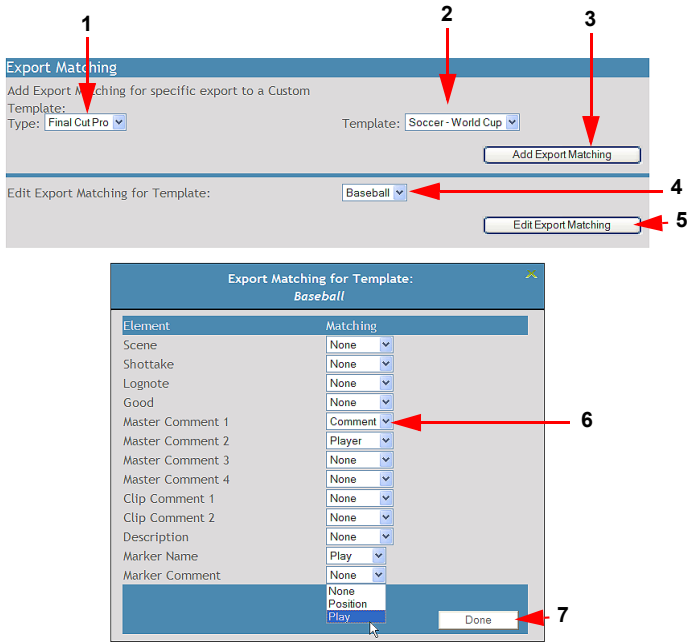 1
2
3
Export Matching
Add Export Matching for specific export to a Custom
Template:
Type: Final Cut Pro Template: Soccer - World Cup
Add Export Matching
Edit Export Matching for Template: Baseball
4
Edit Export Matching
5
Export Matching for Template:
Baseball
Element Matching
Scene None
Shottake None
Lognote None
Good None
Master Comment 1 Comment
6
Master Comment 2 Player
Master Comment 3 None
Master Comment 4 None
Clip Comment 1 None
Clip Comment 2 None
Description None
Marker Name Play
Marker Comment None
None
Position
Play
Done
7